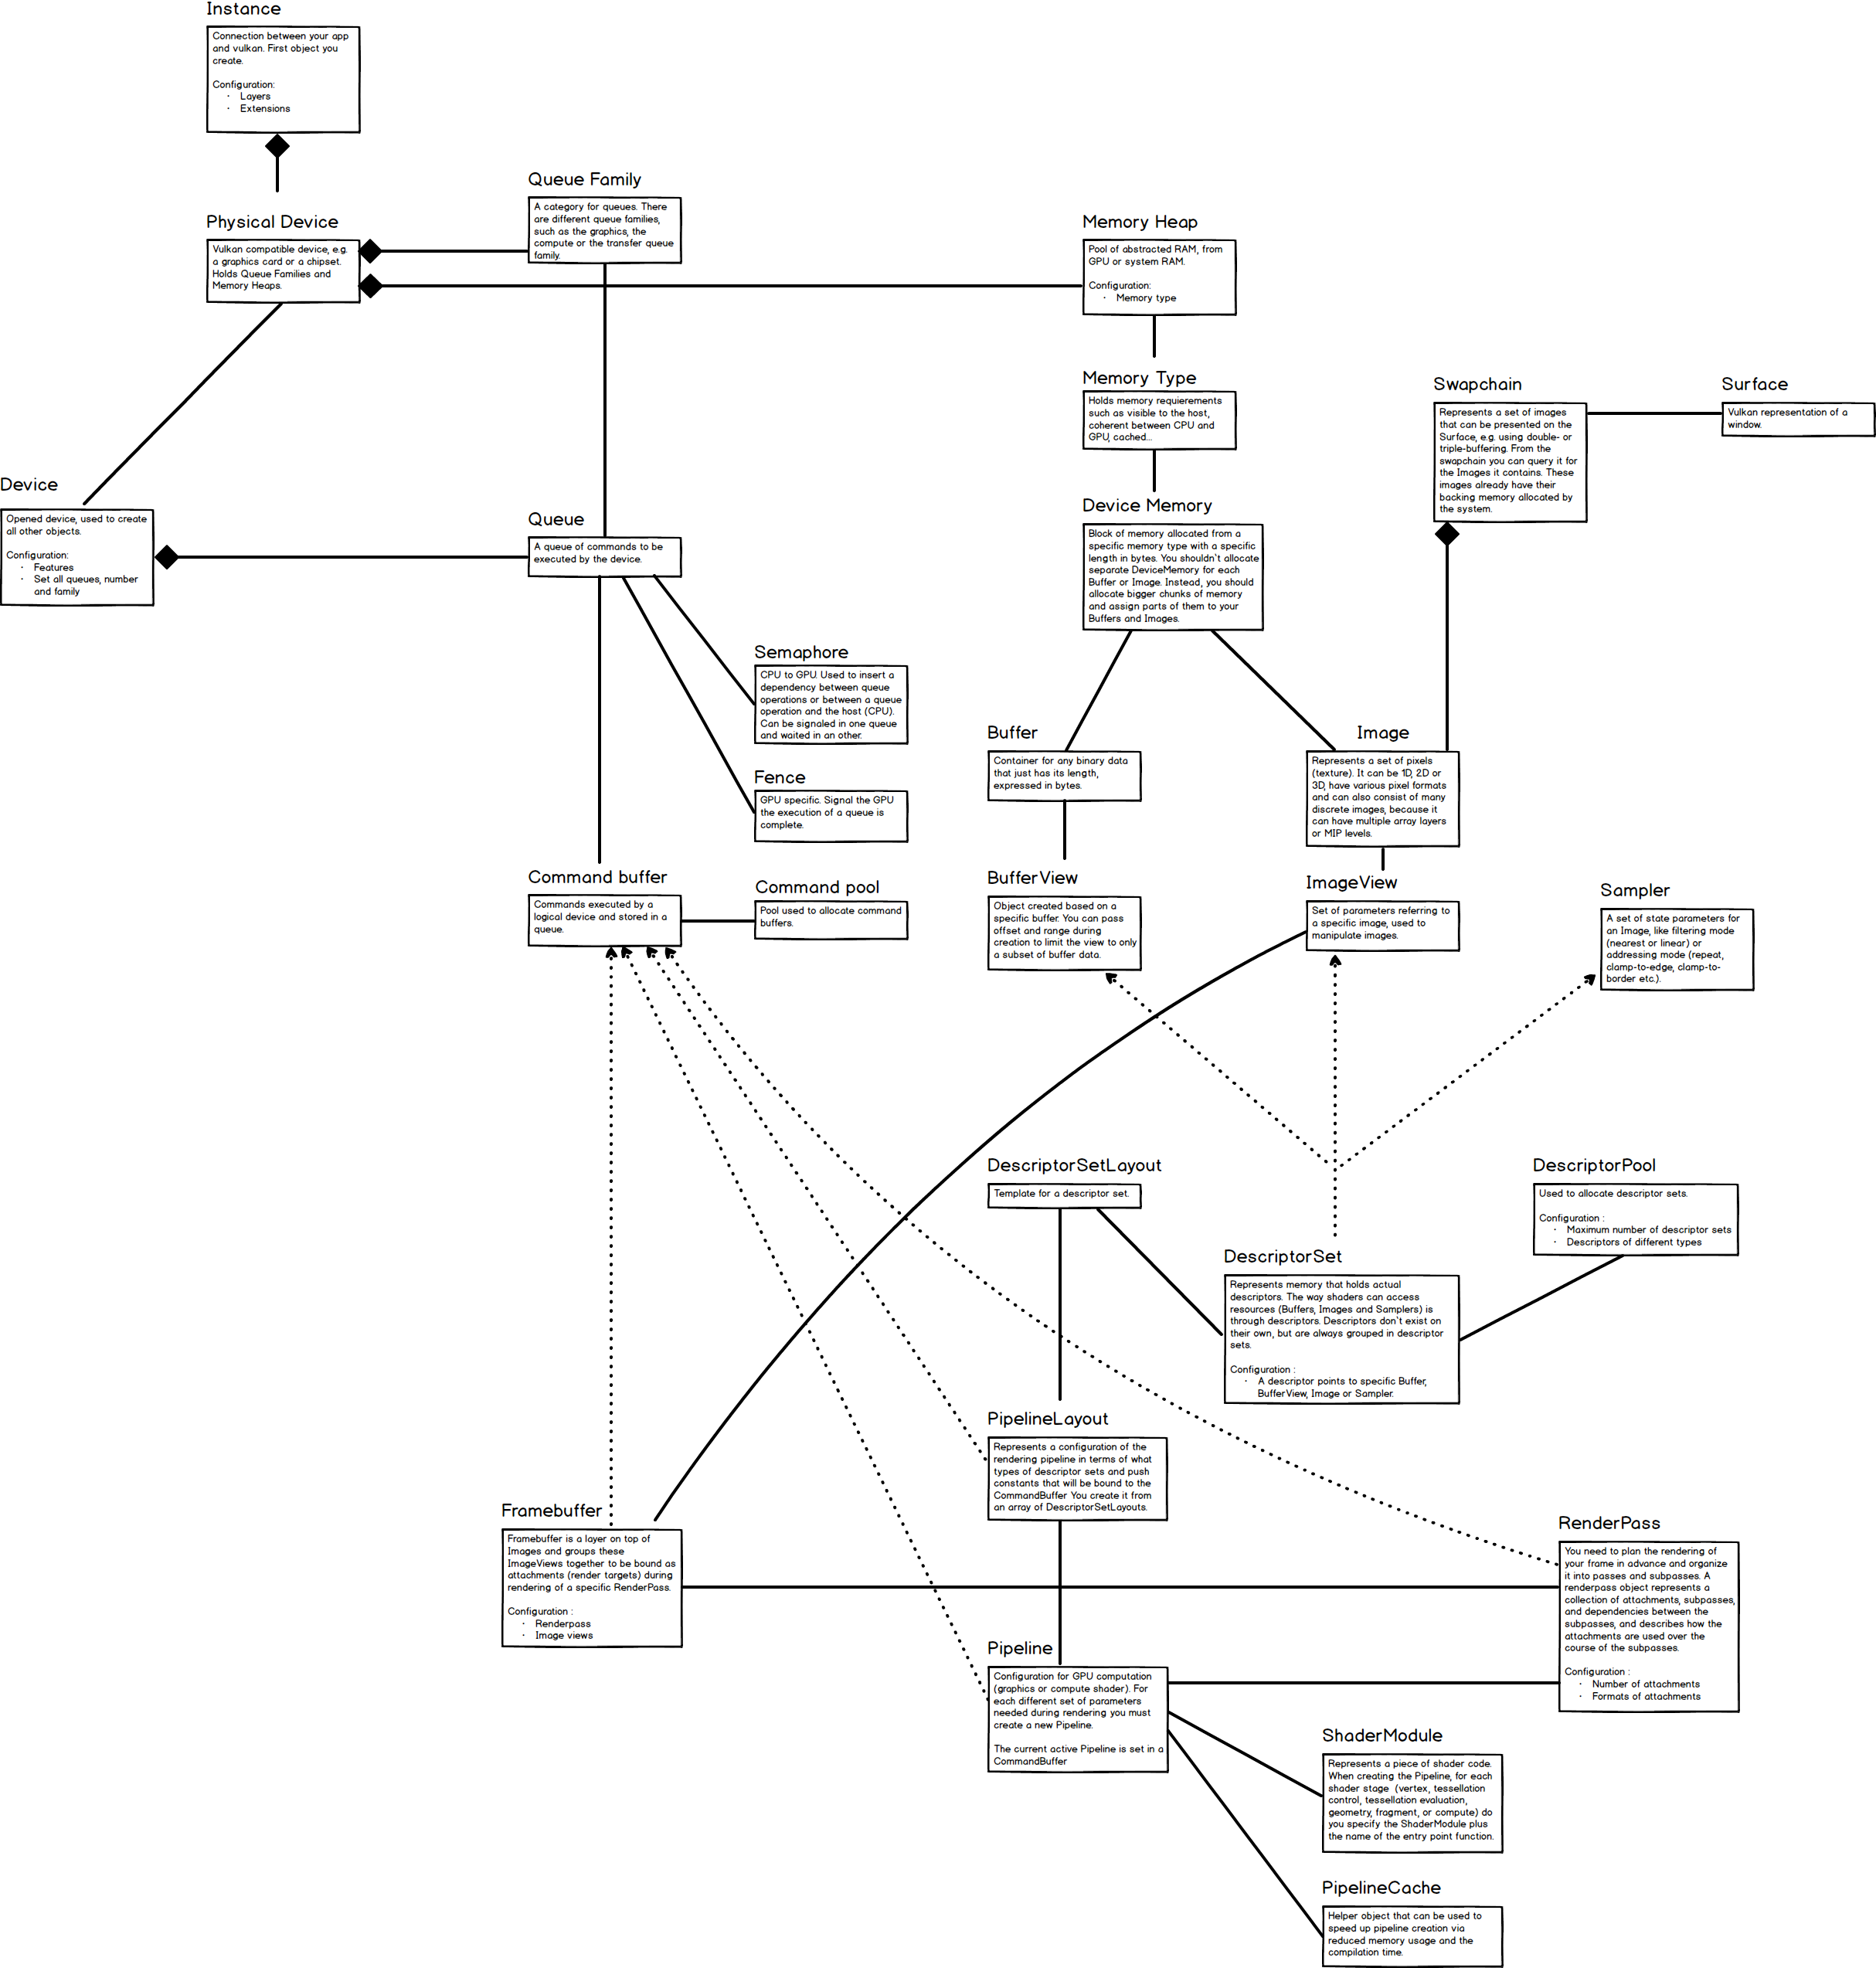 Instance
Connection between your app
and vulkan. First object you
create.
Configuration:
· Layers
· Extensions
Queue Family
A category for queues. There
are different queue families,
such as the graphics, the
compute or the transfer queue
family.
Physical Device
Vulkan compatible device, e.g.
a graphics card or a chipset.
Holds Queue Families and
Memory Heaps.
Memory Heap
Pool of abstracted RAM, from
GPU or system RAM.
Configuration:
· Memory type
Memory Type
Holds memory requierements
such as visible to the host,
coherent between CPU and
GPU, cached...
Swapchain
Represents a set of images
that can be presented on the
Surface, e.g. using double- or
triple-buffering. From the
swapchain you can query it for
the Images it contains. These
images already have their
backing memory allocated by
the system.
Surface
Vulkan representation of a
window.
Device
Opened device, used to create
all other objects.
Configuration:
· Features
· Set all queues, number
and family
Queue
A queue of commands to be
executed by the device.
Device Memory
Block of memory allocated from a
specific memory type with a specific
length in bytes. You shouldn`t allocate
separate DeviceMemory for each
Buffer or Image. Instead, you should
allocate bigger chunks of memory
and assign parts of them to your
Buffers and Images.
Semaphore
CPU to GPU. Used to insert a
dependency between queue
operations or between a queue
operation and the host (CPU).
Can be signaled in one queue
and waited in an other.
Fence
GPU specific. Signal the GPU
the execution of a queue is
complete.
Buffer
Container for any binary data
that just has its length,
expressed in bytes.
Image
Represents a set of pixels
(texture). It can be 1D, 2D or
3D, have various pixel formats
and can also consist of many
discrete images, because it
can have multiple array layers
or MIP levels.
Command buffer
Commands executed by a
logical device and stored in a
queue.
Command pool
Pool used to allocate command
buffers.
BufferView
Object created based on a
specific buffer. You can pass
offset and range during
creation to limit the view to only
a subset of buffer data.
ImageView
Set of parameters referring to
a specific image, used to
manipulate images.
Sampler
A set of state parameters for
an Image, like filtering mode
(nearest or linear) or
addressing mode (repeat,
clamp-to-edge, clamp-to-
border etc.).
DescriptorSetLayout
Template for a descriptor set.
DescriptorPool
Used to allocate descriptor sets.
Configuration :
· Maximum number of descriptor sets
· Descriptors of different types
DescriptorSet
Represents memory that holds actual
descriptors. The way shaders can access
resources (Buffers, Images and Samplers) is
through descriptors. Descriptors don`t exist on
their own, but are always grouped in descriptor
sets.
Configuration :
· A descriptor points to specific Buffer,
BufferView, Image or Sampler.
PipelineLayout
Represents a configuration of the
rendering pipeline in terms of what
types of descriptor sets and push
constants that will be bound to the
CommandBuffer You create it from
an array of DescriptorSetLayouts.
Framebuffer
Framebuffer is a layer on top of
Images and groups these
ImageViews together to be bound as
attachments (render targets) during
rendering of a specific RenderPass.
Configuration :
· Renderpass
· Image views
RenderPass
You need to plan the rendering of
your frame in advance and organize
it into passes and subpasses. A
renderpass object represents a
collection of attachments, subpasses,
and dependencies between the
subpasses, and describes how the
attachments are used over the
course of the subpasses.
Configuration :
· Number of attachments
· Formats of attachments
Pipeline
Configuration for GPU computation
(graphics or compute shader). For
each different set of parameters
needed during rendering you must
create a new Pipeline.
The current active Pipeline is set in a
CommandBuffer
ShaderModule
Represents a piece of shader code.
When creating the Pipeline, for each
shader stage (vertex, tessellation
control, tessellation evaluation,
geometry, fragment, or compute) do
you specify the ShaderModule plus
the name of the entry point function.
PipelineCache
Helper object that can be used to
speed up pipeline creation via
reduced memory usage and the
compilation time.